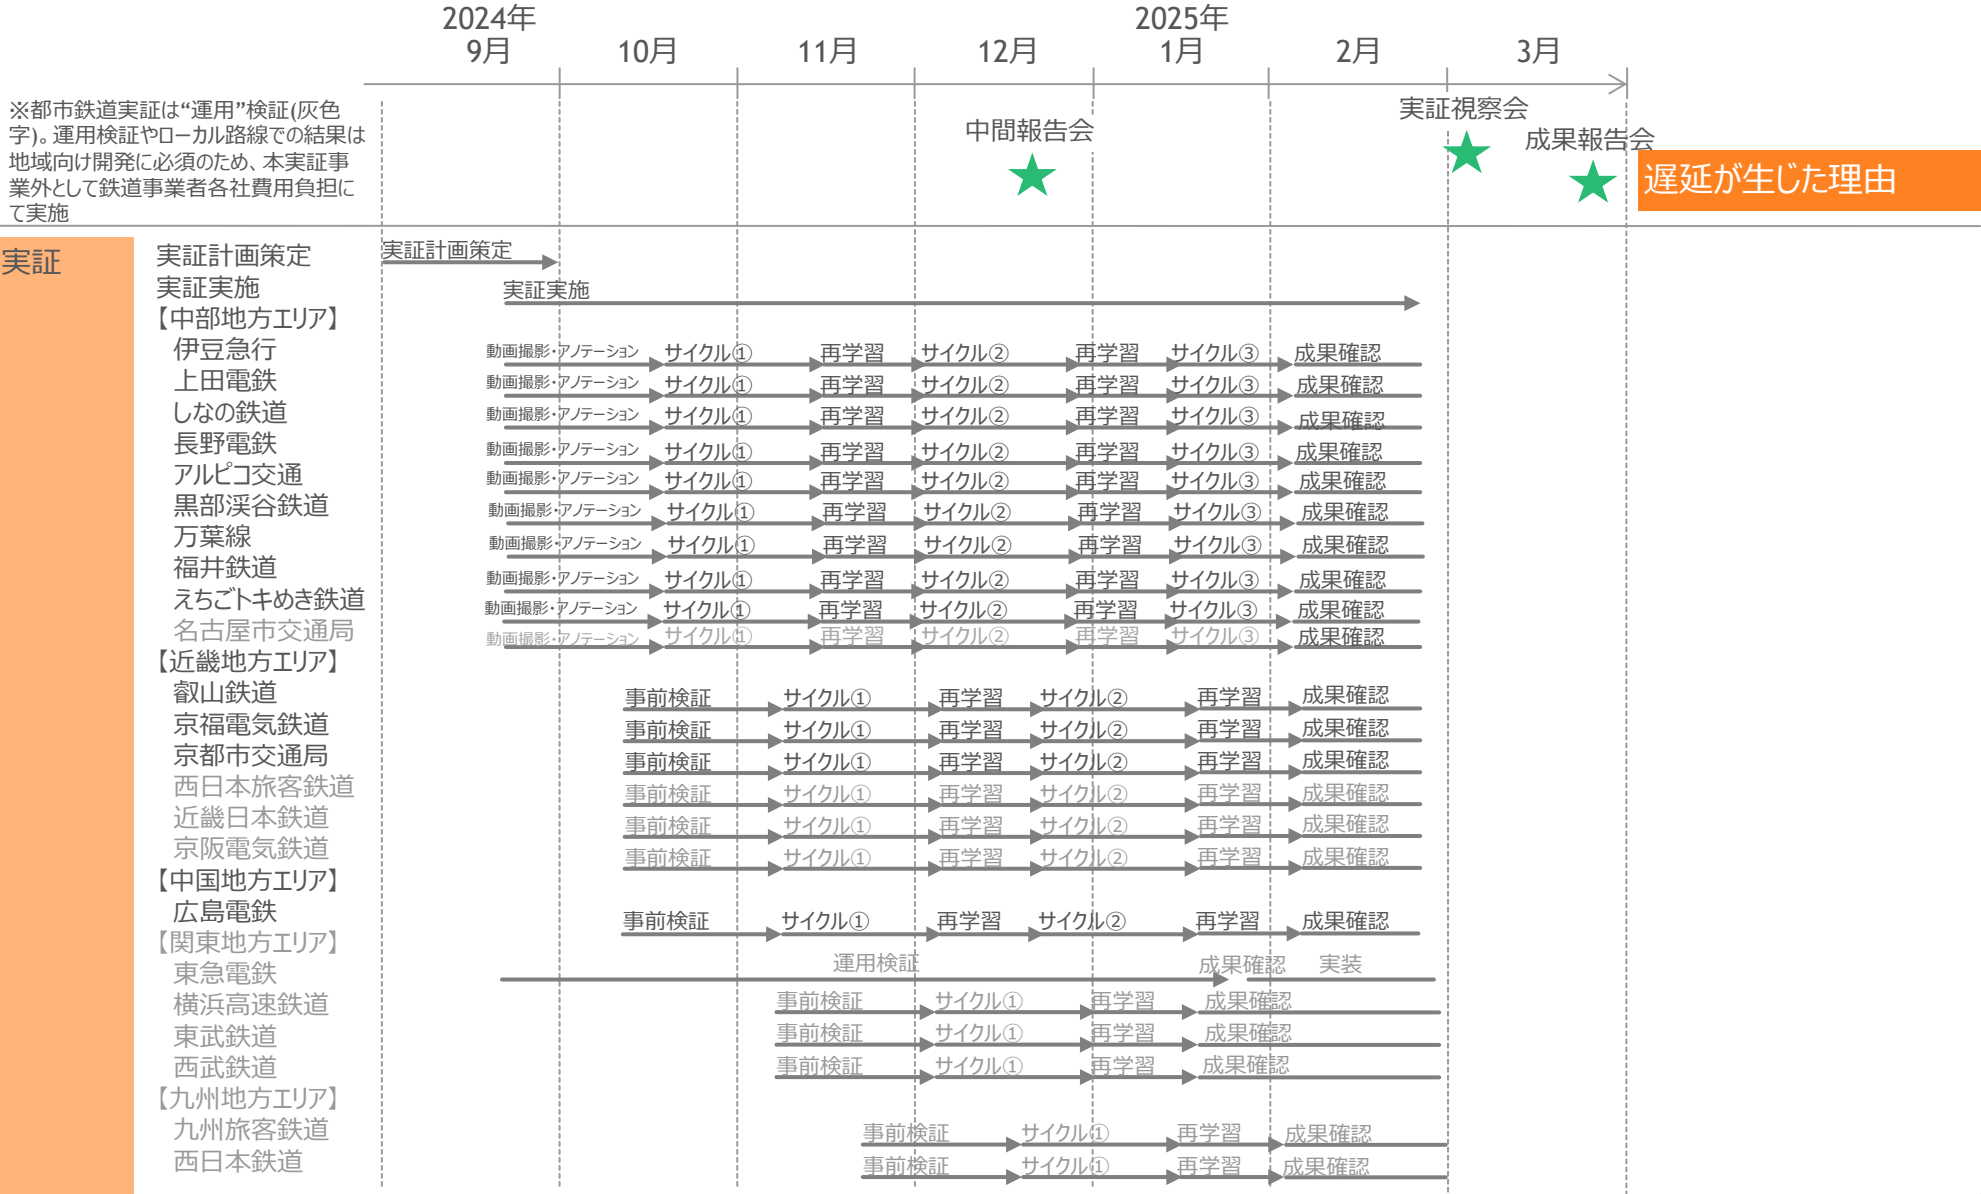 2024年
2025年
9月
10月
11月
12月
1月
2月
3月
※都市鉄道実証は“運用”検証(灰色
字)。運用検証やローカル路線での結果は
地域向け開発に必須のため、本実証事
業外として鉄道事業者各社費用負担に
て実施
中間報告会
実証視察会
成果報告会
遅延が生じた理由
実証
実証計画策定 実証計画策定
実証実施 実証実施
【中部地方エリア】
伊豆急行 動画撮影・アノテーション サイクル① 再学習 サイクル② 再学習 サイクル③ 成果確認
上田電鉄 動画撮影・アノテーション サイクル① 再学習 サイクル② 再学習 サイクル③ 成果確認
しなの鉄道 動画撮影・アノテーション サイクル① 再学習 サイクル② 再学習 サイクル③ 成果確認
長野電鉄 動画撮影・アノテーション サイクル① 再学習 サイクル② 再学習 サイクル③ 成果確認
アルピコ交通 動画撮影・アノテーション サイクル① 再学習 サイクル② 再学習 サイクル③ 成果確認
黒部渓谷鉄道 動画撮影・アノテーション サイクル① 再学習 サイクル② 再学習 サイクル③ 成果確認
万葉線 動画撮影・アノテーション サイクル① 再学習 サイクル② 再学習 サイクル③ 成果確認
福井鉄道 動画撮影・アノテーション サイクル① 再学習 サイクル② 再学習 サイクル③ 成果確認
えちごトキめき鉄道 動画撮影・アノテーション サイクル① 再学習 サイクル② 再学習 サイクル③ 成果確認
名古屋市交通局 動画撮影・アノテーション サイクル① 再学習 サイクル② 再学習 サイクル③ 成果確認
【近畿地方エリア】
叡山鉄道 事前検証 サイクル① 再学習 サイクル② 再学習 成果確認
京福電気鉄道 事前検証 サイクル① 再学習 サイクル② 再学習 成果確認
京都市交通局 事前検証 サイクル① 再学習 サイクル② 再学習 成果確認
西日本旅客鉄道 事前検証 サイクル① 再学習 サイクル② 再学習 成果確認
近畿日本鉄道 事前検証 サイクル① 再学習 サイクル② 再学習 成果確認
京阪電気鉄道 事前検証 サイクル① 再学習 サイクル② 再学習 成果確認
【中国地方エリア】
広島電鉄 事前検証 サイクル① 再学習 サイクル② 再学習 成果確認
【関東地方エリア】
東急電鉄 運用検証 成果確認 実装
横浜高速鉄道 事前検証 サイクル① 再学習 成果確認
東武鉄道 事前検証 サイクル① 再学習 成果確認
西武鉄道 事前検証 サイクル① 再学習 成果確認
【九州地方エリア】
九州旅客鉄道 事前検証 サイクル① 再学習 成果確認
西日本鉄道 事前検証 サイクル① 再学習 成果確認